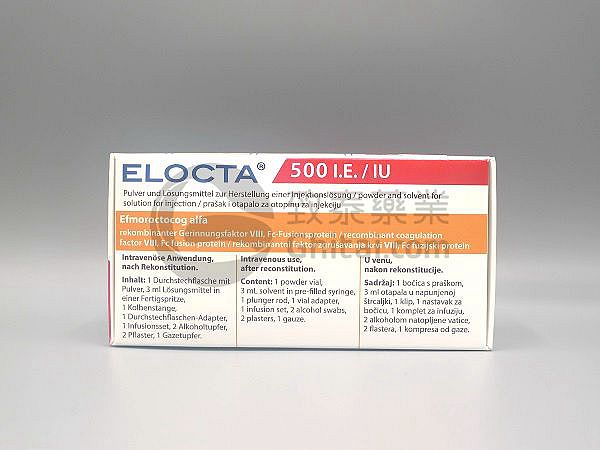 ELOCTA® 500 I.E. / IU
Pulver und Lösungsmittel zur Herstellung einer Injektionslösung / powder and solvent for
solution for injection / prašak i otapalo za otopinu za injekciju
Efmoroctocog alfa
rekombinanter Gerinnungsfaktor VIII, Fc-Fusionsprotein / recombinant coagulation
factor VIII, Fc fusion protein / rekombinantni faktor zgrušavanja krvi VIII, Fc fuzijski protein
致泰藥業
Gmtcal.com
Intravenöse Anwendung,
nach Rekonstitution.
Inhalt: 1 Durchstechflasche mit
Pulver, 3 ml Lösungsmittel in
einer Fertigspritze,
1 Kolbenstange,
1 Durchstechflaschen-Adapter,
1 Infusionsset, 2 Alkoholtupfer,
2 Pflaster, 1 Gazetupfer.
Intravenous use,
after reconstitution.
Content: 1 powder vial,
3 ml, solvent in pre-filled syringe,
1 plunger rod, 1 vial adapter,
1 infusion set, 2 alcohol swabs,
2 plasters, 1 gauze.
U venu,
nakon rekonstitucije.
Sadržaj: 1 bočica s praškom,
3 ml otapala u napunjenoj
štrcaljki, 1 klip, 1 nastavak za
bočicu, 1 komplet za infuziju,
2 alkoholom natopljene vatice,
2 flastera, 1 kompresa od gaze.